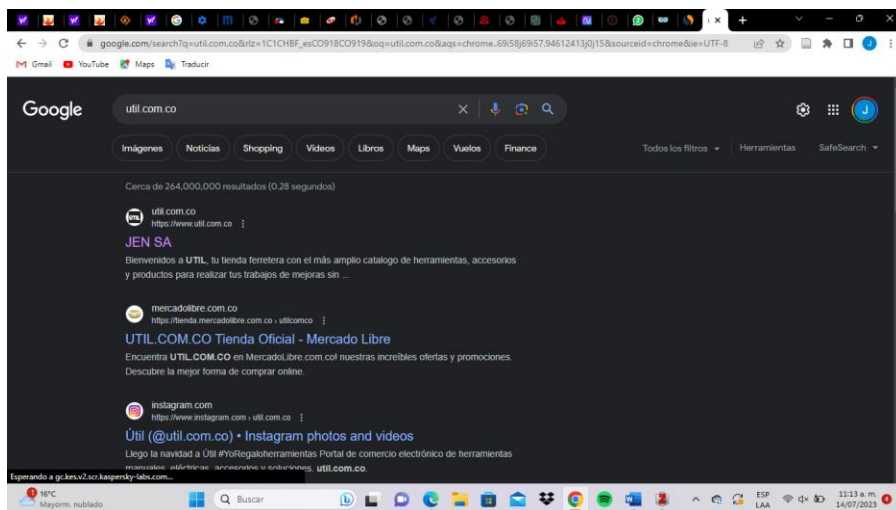 google.com/search?q=util.com.co&rlz=1C1CHBF_esCO918CO919&oq=util.com.co&aqs=chrome..69i58j69i57.94612413j0j15&sourceid=chrome&ie=UTF-8
Gmail YouTube Maps Traducir
Google util.com.co J
Imágenes Noticias Shopping Videos Libros Maps Vuelos Finance Todos los filtros Herramientas SafeSearch
Cerca de 264,000,000 resultados (0.28 segundos)
util.com.co
https://www.util.com.co
JEN SA
Bienvenidos a UTIL, tu tienda ferretera con el más amplio catalogo de herramientas, accesorios
y productos para realizar tus trabajos de mejoras sin ...
mercadolibre.com.co
https://tienda.mercadolibre.com.co › utilcomco
UTIL.COM.CO Tienda Oficial - Mercado Libre
Encuentra UTIL.COM.CO en MercadoLibre.com.co! nuestras increíbles ofertas y promociones.
Descubre la mejor forma de comprar online.
instagram.com
https://www.instagram.com › util.com.co
Útil (@util.com.co) • Instagram photos and videos
Llego la navidad a Útil #YoRegaloherramientas Portal de comercio electrónico de herramientas
manuales, eléctricas, accesorios y soluciones. util.com.co.
Esperando a gc.kes.v2.scr.kaspersky-labs.com...
16°C
Mayorm. nublado
Buscar
ESP
LAA
11:13 a. m.
14/07/2023